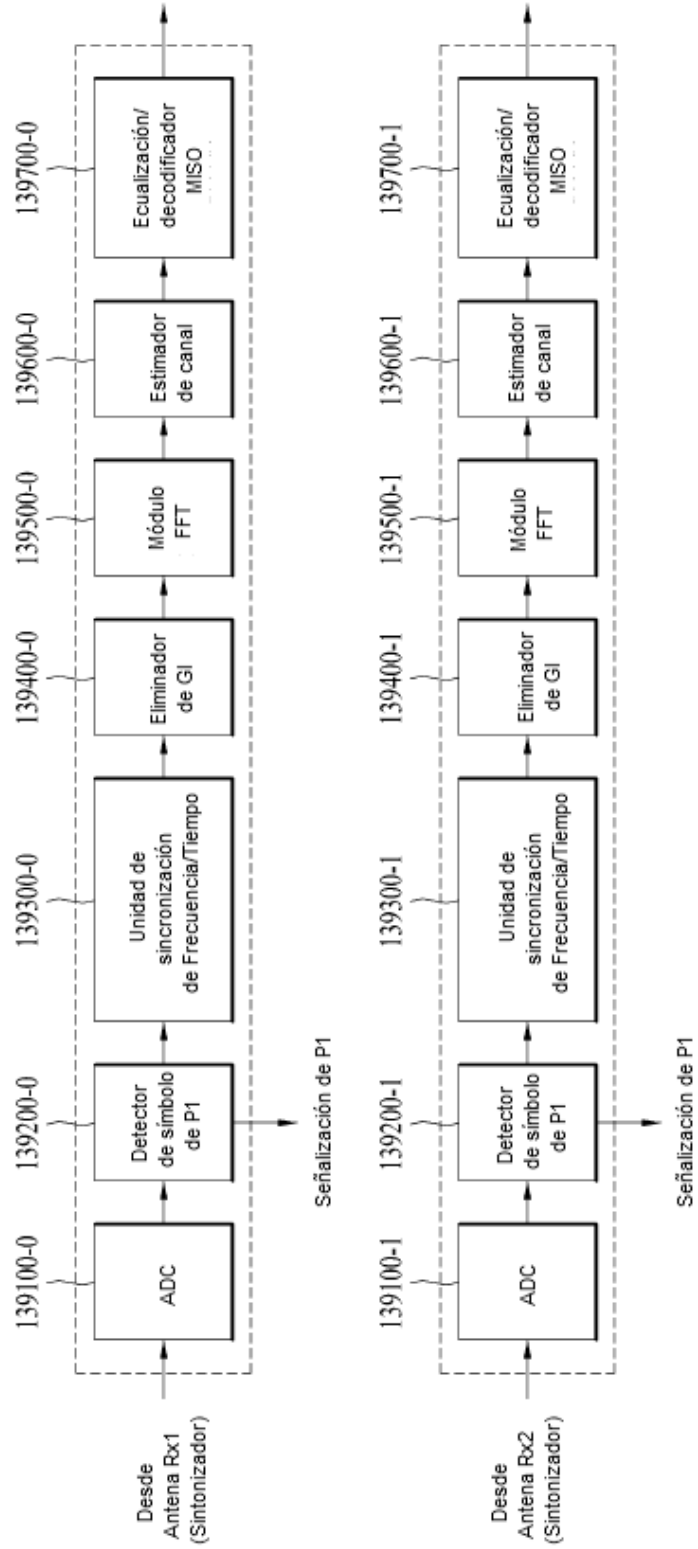 139100-0
139200-0
139300-0
139400-0
139500-0
139600-0
139700-0
Desde
Antena Rx1
(Sintonizador)
ADC
Detector
de símbolo
de P1
Unidad de
sincronización
de Frecuencia/Tiempo
Eliminador
de GI
Módulo
FFT
Estimador
de canal
Ecualización/
decodificador
MISO
Señalización de P1
139100-1
139200-1
139300-1
139400-1
139500-1
139600-1
139700-1
Desde
Antena Rx2
(Sintonizador)
ADC
Detector
de símbolo
de P1
Unidad de
sincronización
de Frecuencia/Tiempo
Eliminador
de GI
Módulo
FFT
Estimador
de canal
Ecualización/
decodificador
MISO
Señalización de P1